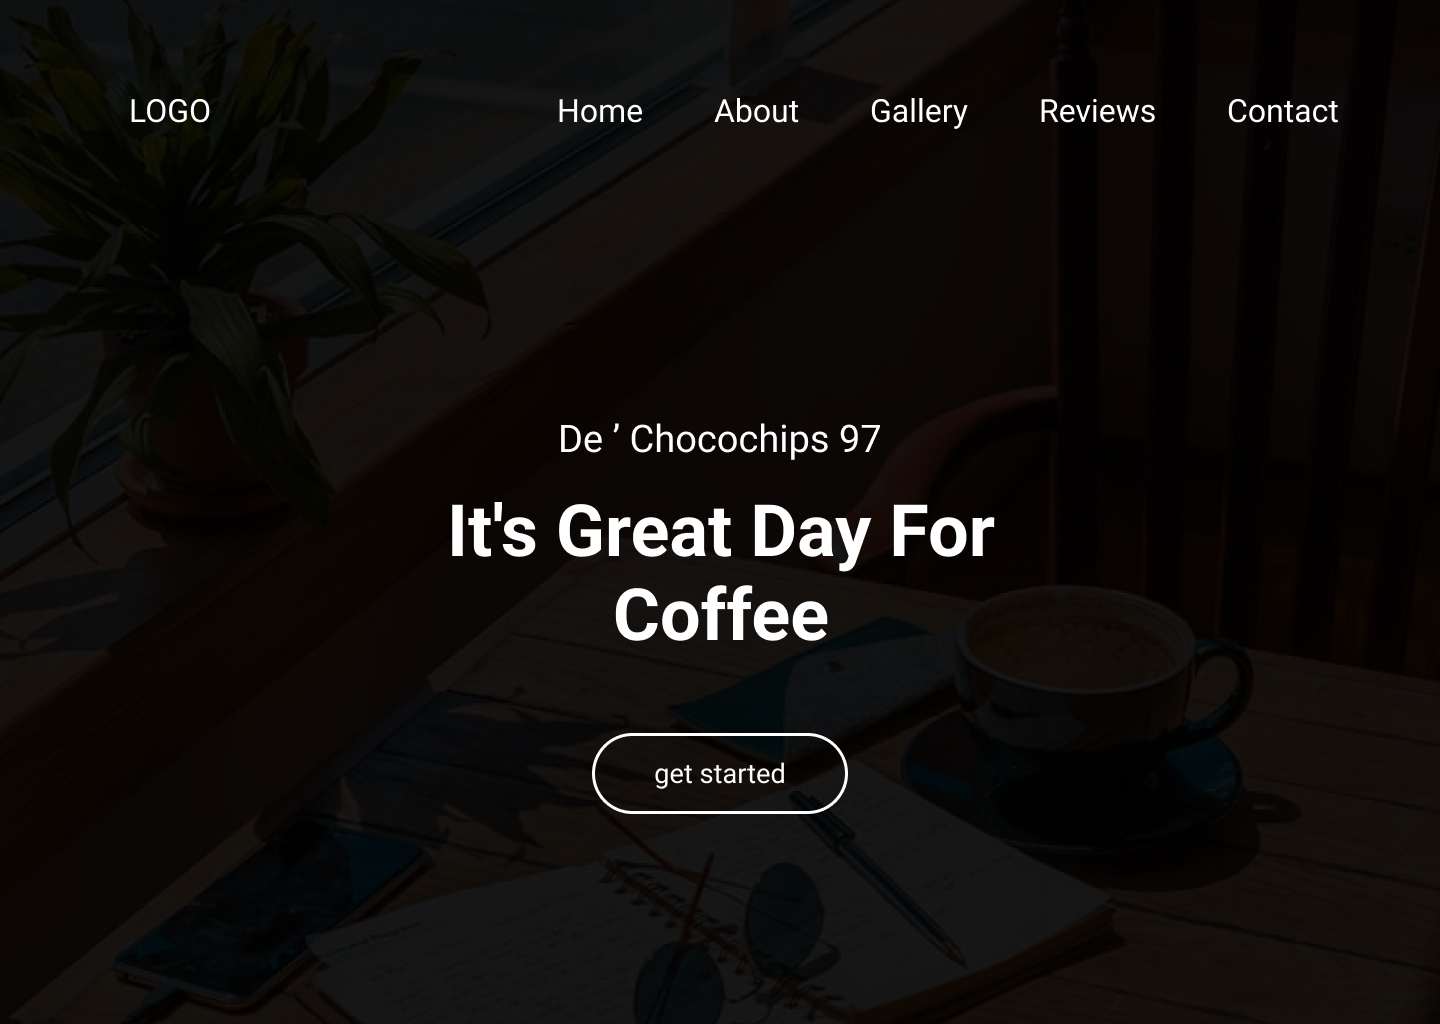 LOGO Home About Gallery Reviews Contact
De ’ Chocochips 97
It's Great Day For
Coffee
get started